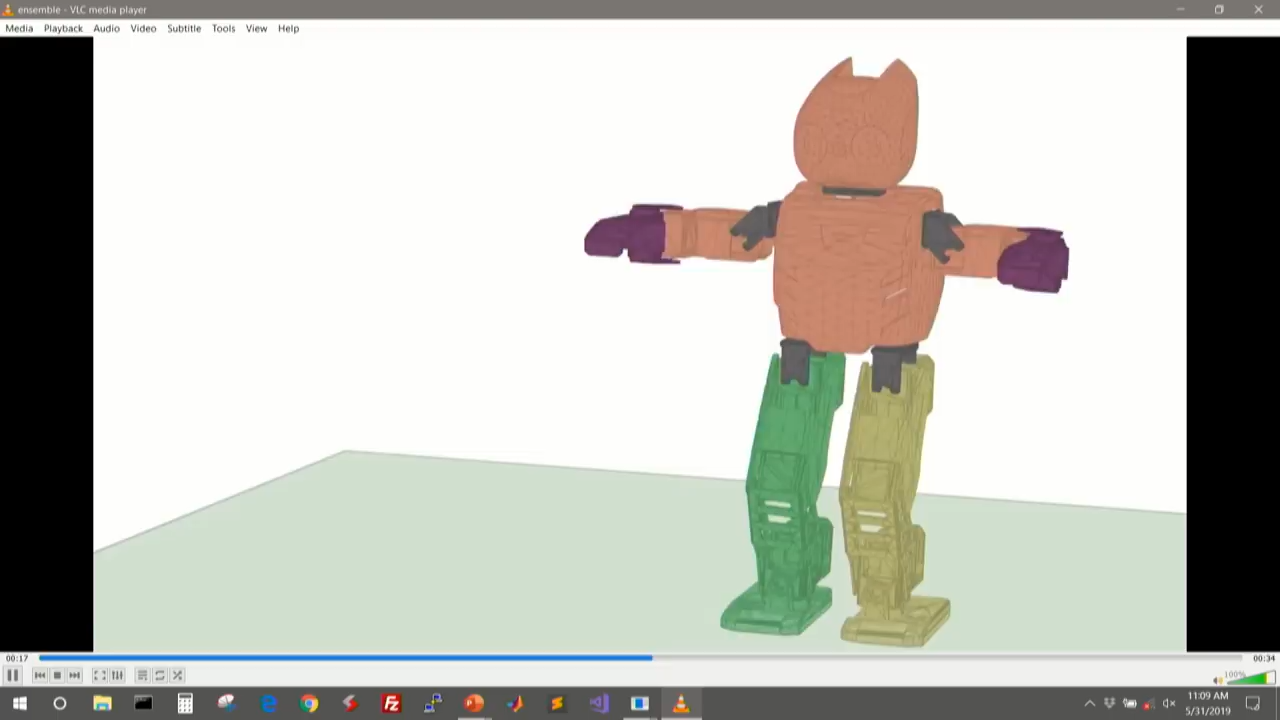 ensemble - VLC media player
Media Playback Audio Video Subtitle Tools View Help
00:17
00:34
100%
11:09 AM
5/31/2019